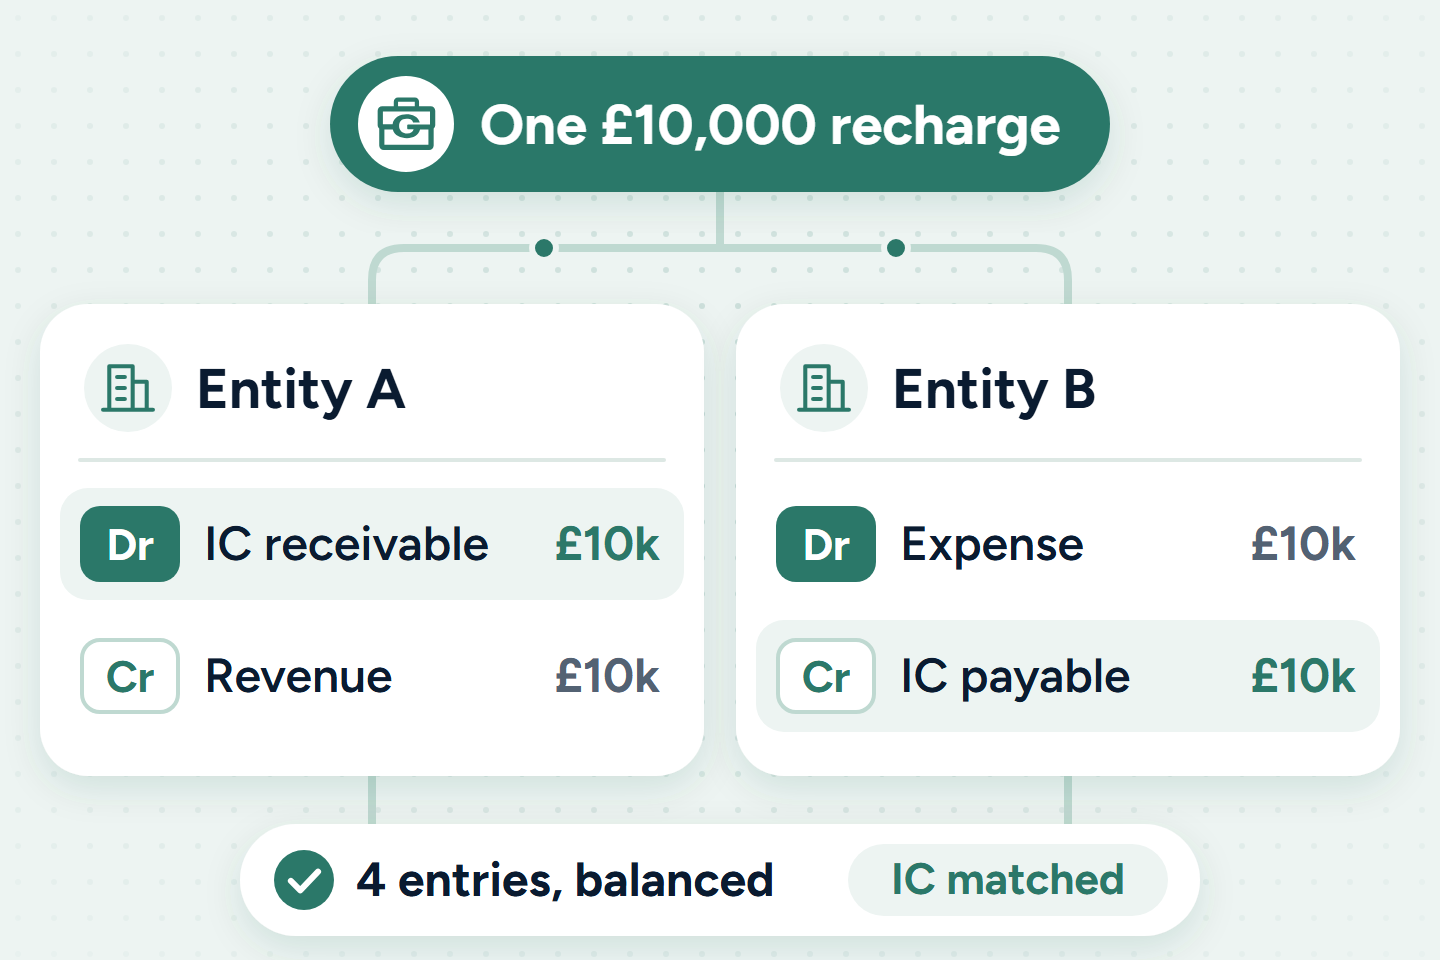 One £10,000 recharge
Entity A
Dr IC receivable £10k
Cr Revenue £10k
Entity B
Dr Expense £10k
Cr IC payable £10k
4 entries, balanced
IC matched